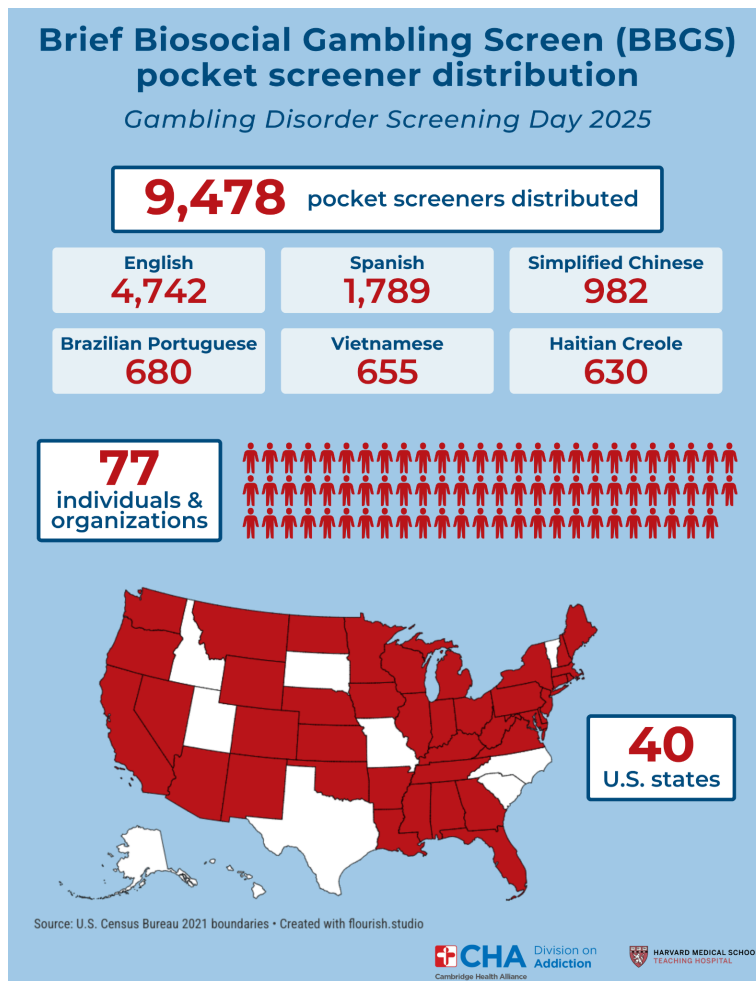 Brief Biosocial Gambling Screen (BBGS)
pocket screener distribution
Gambling Disorder Screening Day 2025
9,478 pocket screeners distributed
English
4,742
Spanish
1,789
Simplified Chinese
982
Brazilian Portuguese
680
Vietnamese
655
Haitian Creole
630
77
individuals &
organizations
40
U.S. states
Source: U.S. Census Bureau 2021 boundaries • Created with flourish.studio
CHA
Cambridge Health Alliance
Division on
Addiction
HARVARD MEDICAL SCHOO
TEACHING HOSPITAL